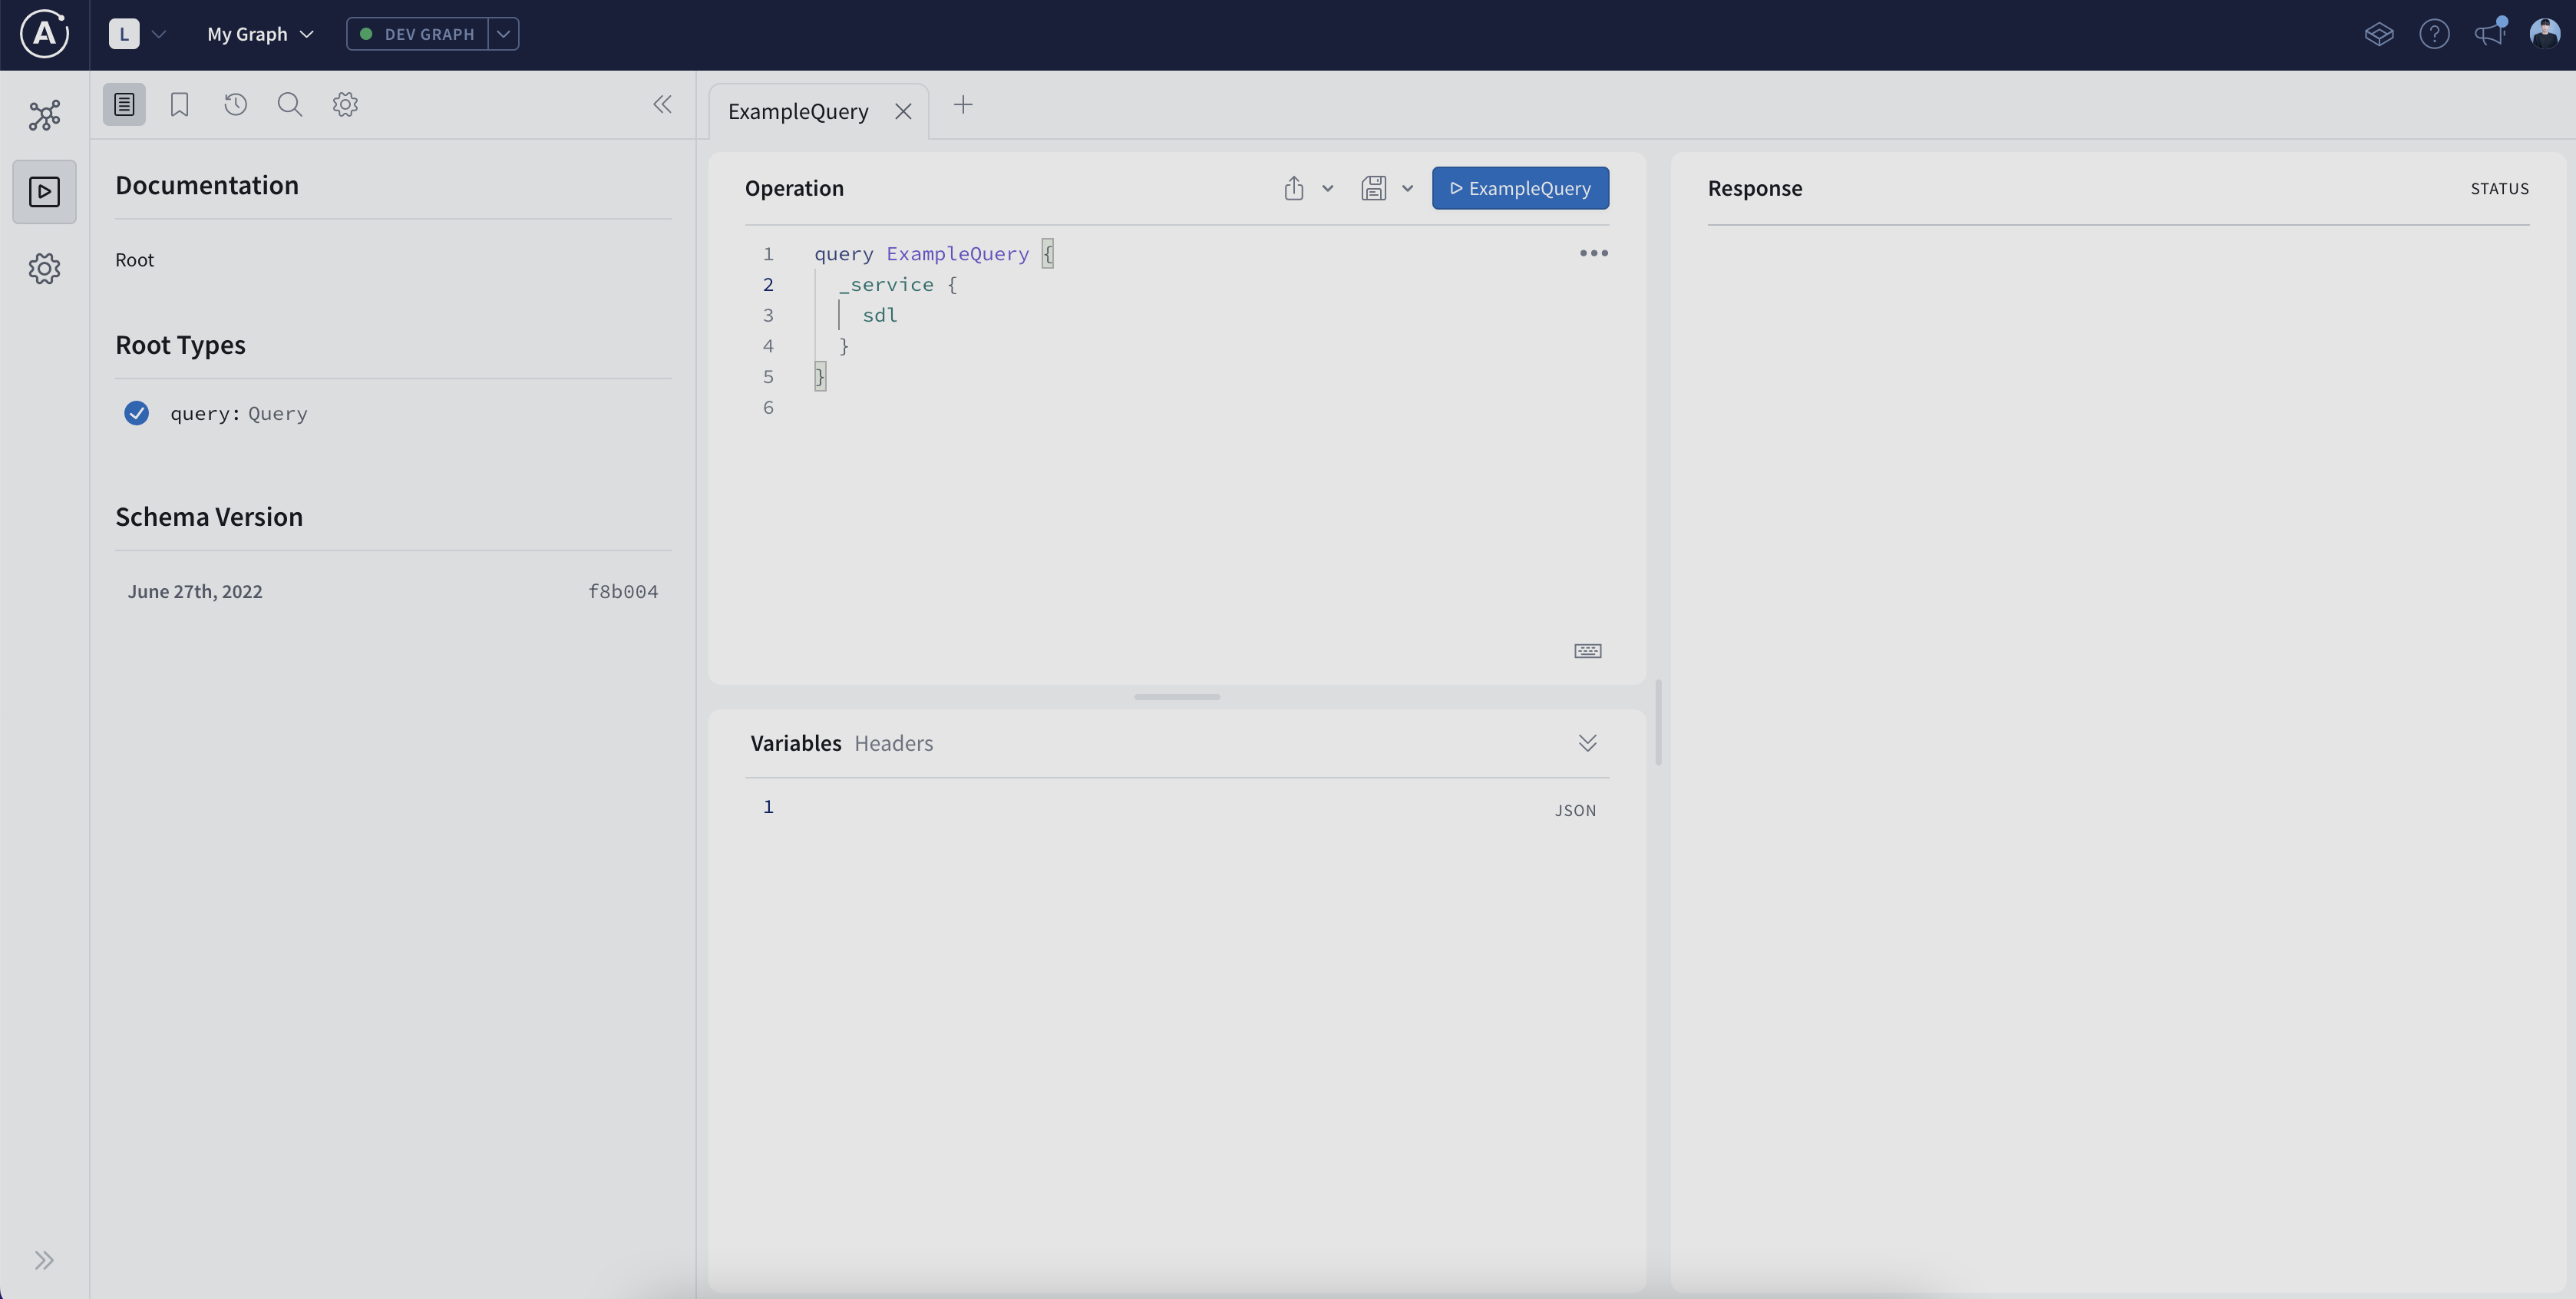 A
L
My Graph
DEV GRAPH
?
ExampleQuery
Documentation
Root
Root Types
query: Query
Schema Version
June 27th, 2022 f8b004
Operation
ExampleQuery
1 query ExampleQuery {
2 _service {
3 sdl
4 }
5 }
6
Variables Headers
1
JSON
Response
STATUS